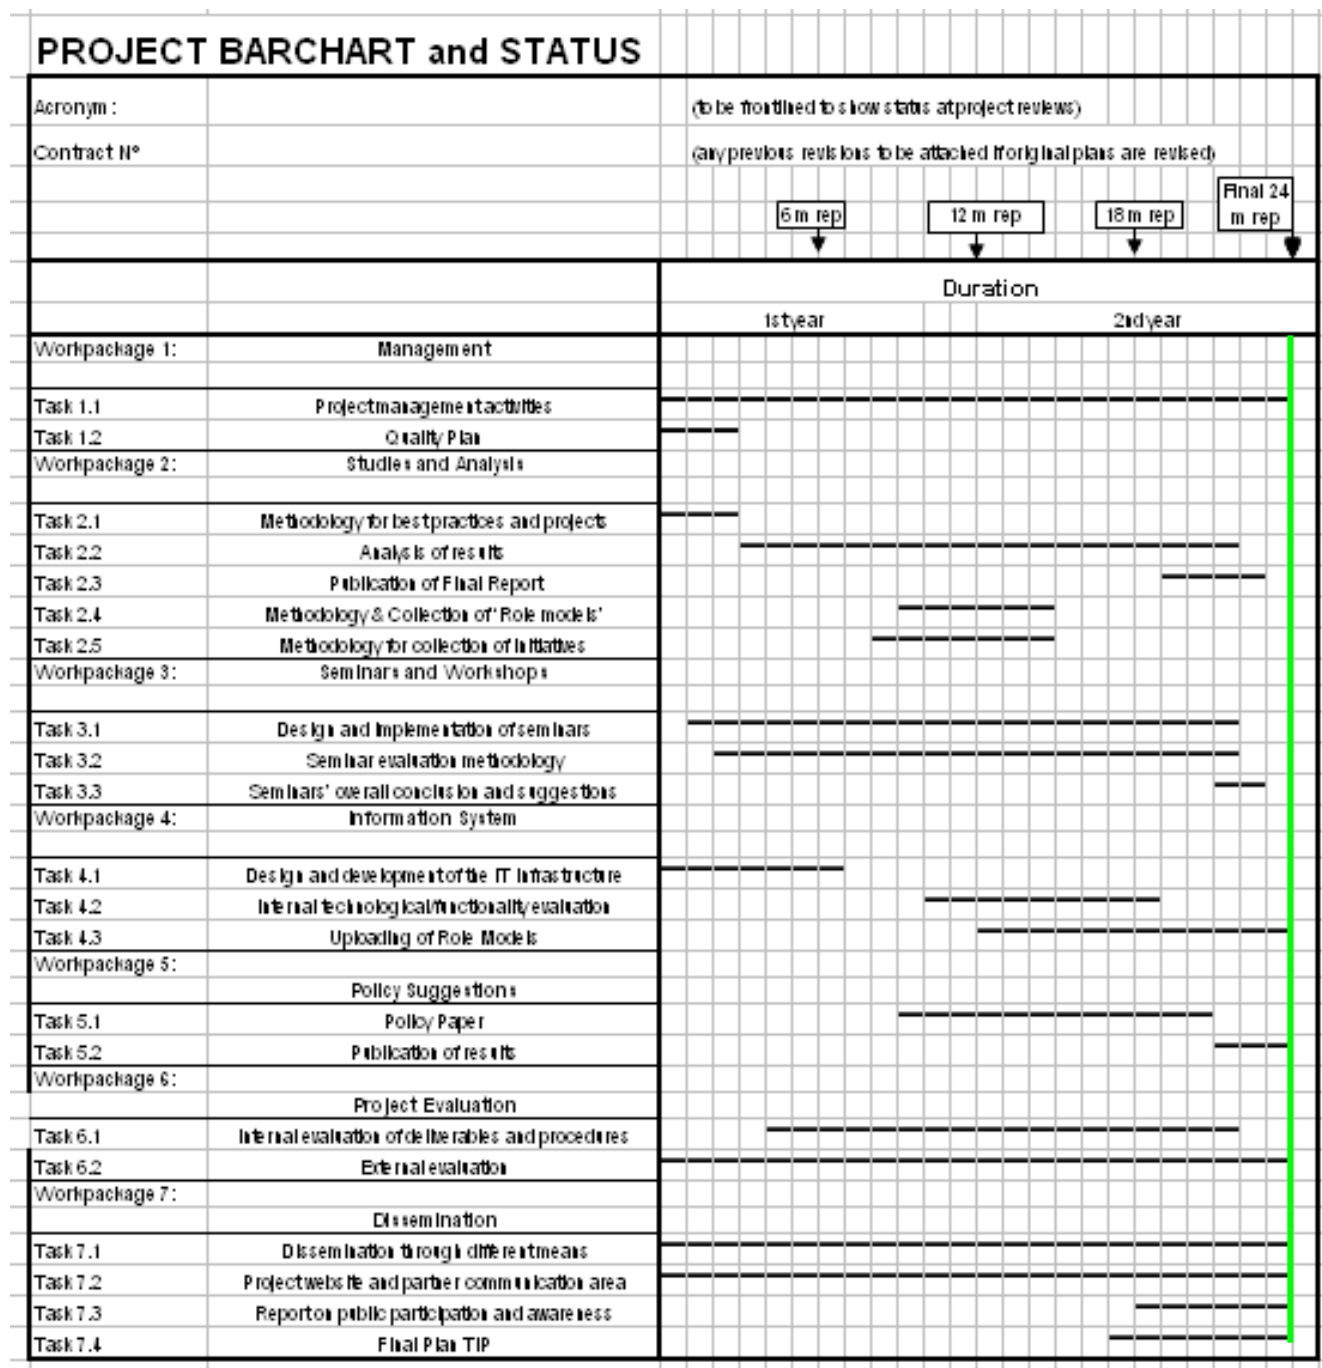 PROJECT BARCHART and STATUS
Acronym :
(to be frontlined to show status at project reviews)
Contract Nº
(any previous revisions to be attached if original plans are revised)
6 m rep
12 m rep
18 m rep
Final 24
m rep
Duration
1st year
2nd year
Workpackage 1:
Management
Task 1.1
Project management activities
Task 1.2
Quality Plan
Workpackage 2:
Studies and Analysis
Task 2.1
Methodology for best practices and projects
Task 2.2
Analysis of results
Task 2.3
Publication of Final Report
Task 2.4
Methodology & Collection of 'Role models'
Task 2.5
Methodology for collection of initiatives
Workpackage 3:
Seminars and Workshops
Task 3.1
Design and implementation of seminars
Task 3.2
Seminar evaluation methodology
Task 3.3
Seminars' overall conclusion and suggestions
Workpackage 4:
Information System
Task 4.1
Design and development of the IT infrastructure
Task 4.2
Internal technological/functionality evaluation
Task 4.3
Uploading of Role Models
Workpackage 5:
Policy Suggestions
Task 5.1
Policy Paper
Task 5.2
Publication of results
Workpackage 6:
Project Evaluation
Task 6.1
Internal evaluation of deliverables and procedures
Task 6.2
External evaluation
Workpackage 7:
Dissemination
Task 7.1
Dissemination through different means
Task 7.2
Project website and partner communication area
Task 7.3
Report on public participation and awareness
Task 7.4
Final Plan TIP